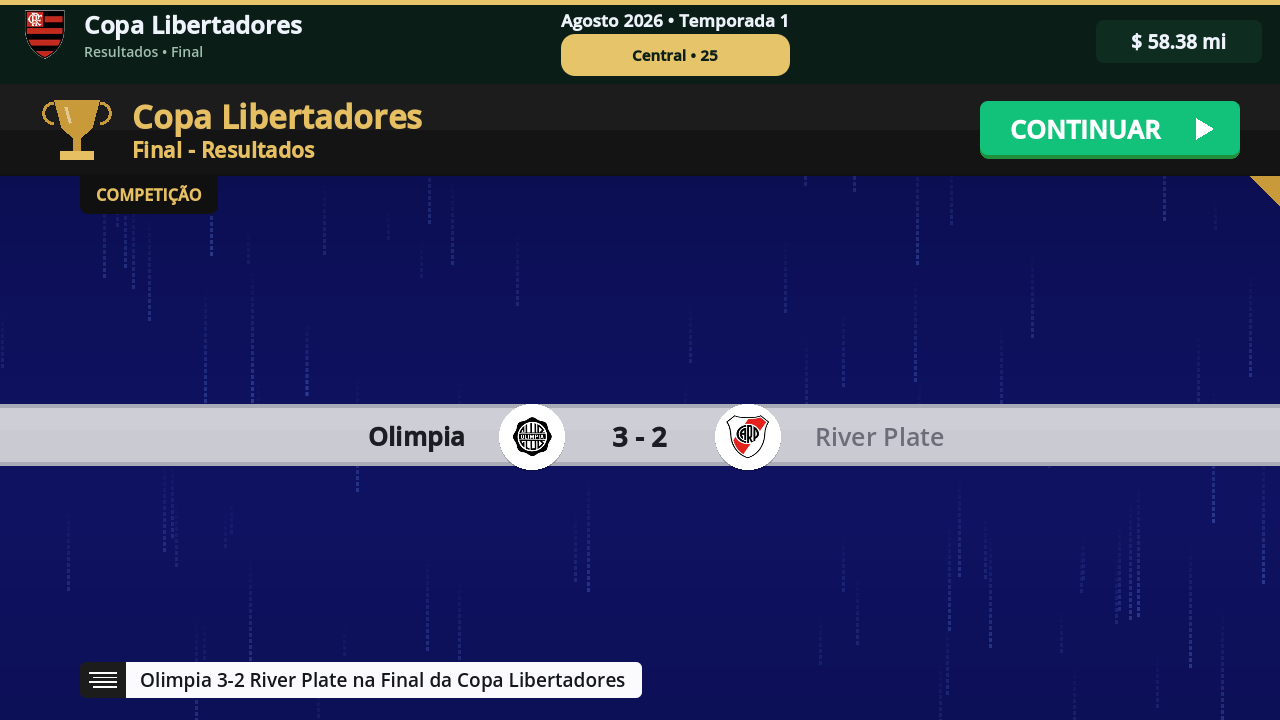 Copa Libertadores
Resultados • Final
Agosto 2026 • Temporada 1
Central • 25
$ 58.38 mi
Copa Libertadores
Final - Resultados
CONTINUAR
COMPETIÇÃO
Olimpia 3 - 2 River Plate
Olimpia 3-2 River Plate na Final da Copa Libertadores